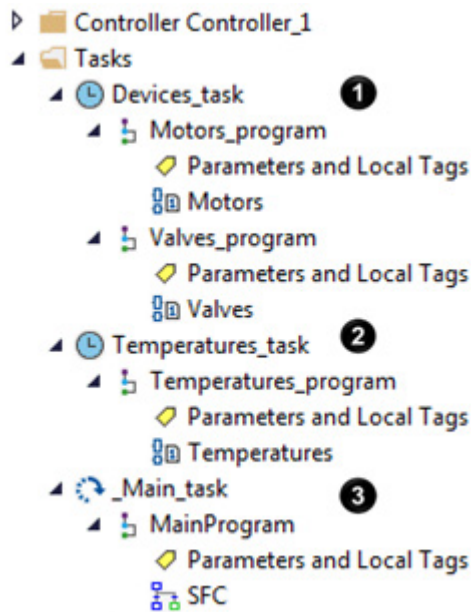 Controller Controller_1
Tasks
Devices_task 1
Motors_program
Parameters and Local Tags
Motors
Valves_program
Parameters and Local Tags
Valves
Temperatures_task 2
Temperatures_program
Parameters and Local Tags
Temperatures
_Main_task 3
MainProgram
Parameters and Local Tags
SFC